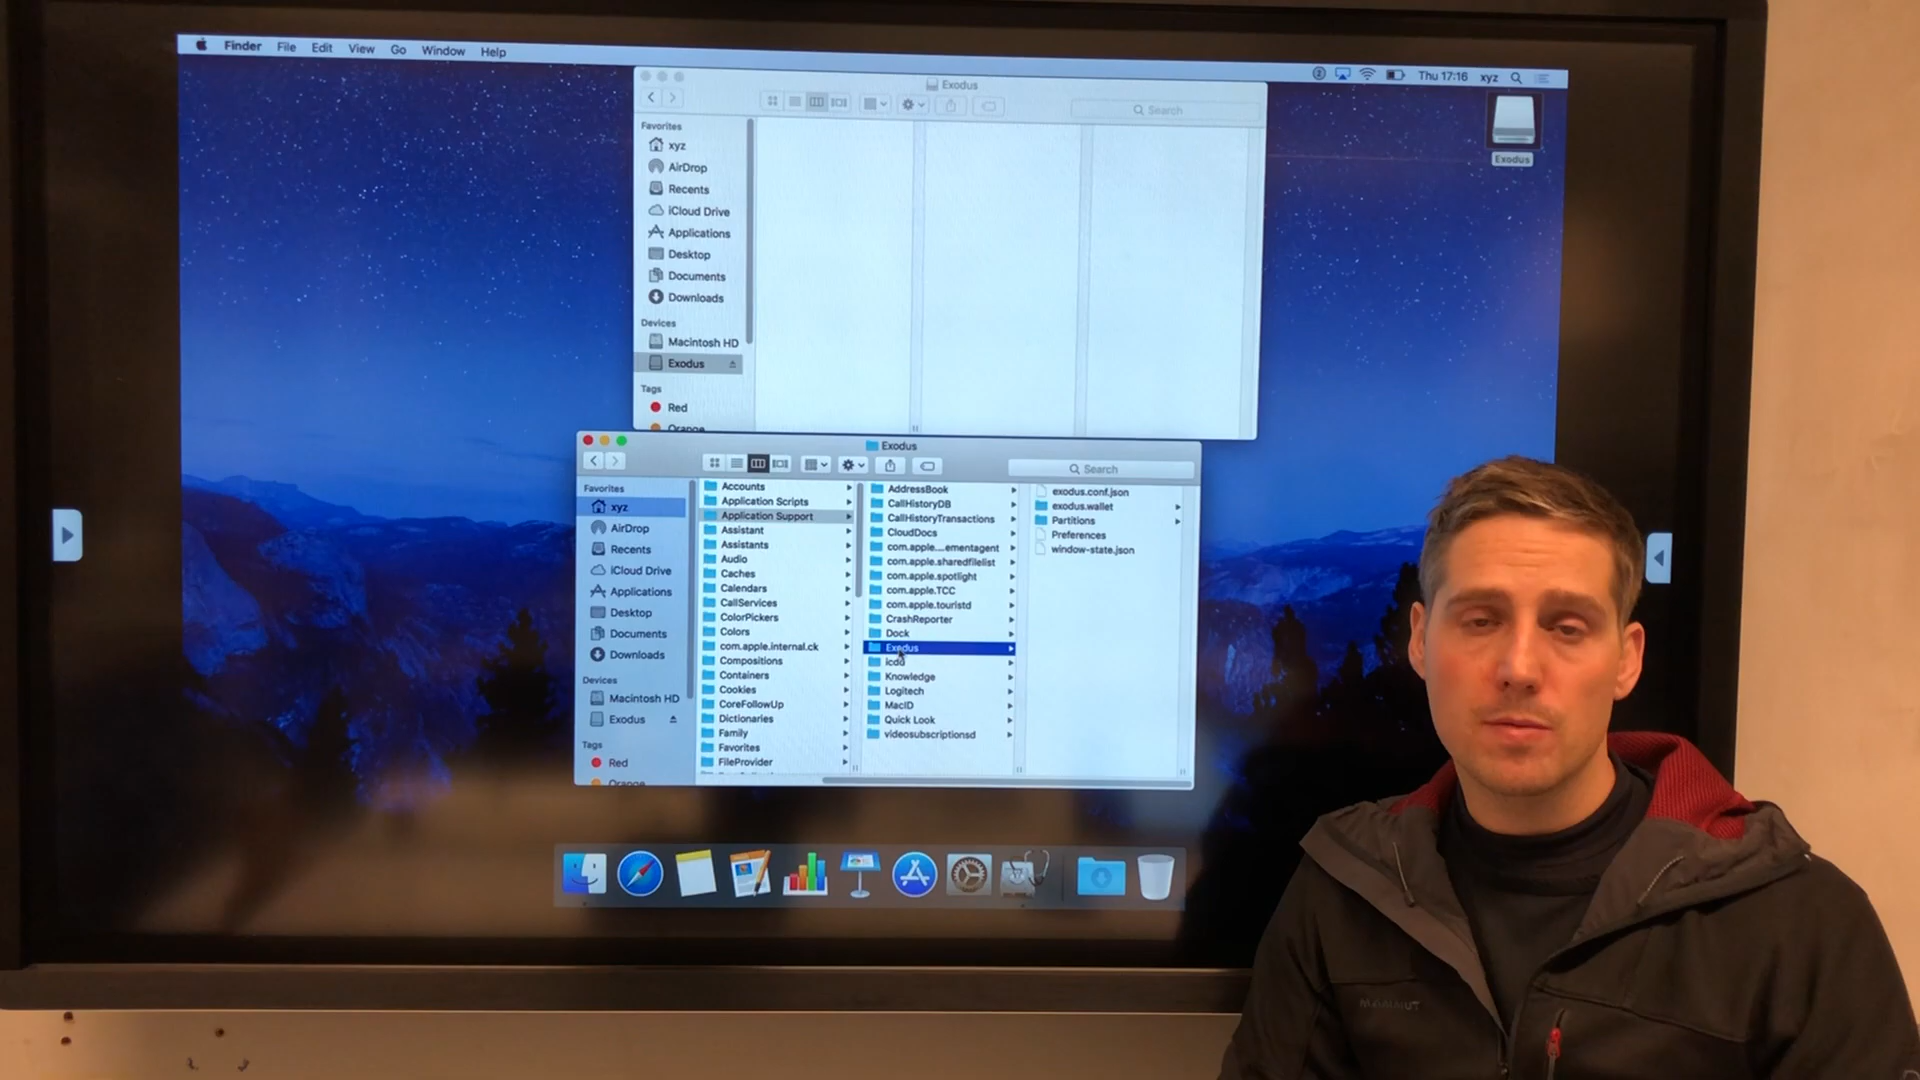 Finder File Edit View Go Window Help
Thu 17:16 xyz
Exodus
Search
Favorites
xyz
AirDrop
Recents
iCloud Drive
Applications
Desktop
Documents
Downloads
Devices
Macintosh HD
Exodus
Tags
Red
Orange
Exodus
Exodus
Search
Favorites
xyz
AirDrop
Recents
iCloud Drive
Applications
Desktop
Documents
Downloads
Devices
Macintosh HD
Exodus
Tags
Red
Orange
Accounts
Application Scripts
Application Support
Assistant
Assistants
Audio
Caches
Calendars
CallServices
ColorPickers
Colors
com.apple.internal.ck
Compositions
Containers
Cookies
CoreFollowUp
Dictionaries
Family
Favorites
FileProvider
AddressBook
CallHistoryDB
CallHistoryTransactions
CloudDocs
com.apple....ementagent
com.apple.sharedfilelist
com.apple.spotlight
com.apple.TCC
com.apple.touristd
CrashReporter
Dock
Exodus
icdd
Knowledge
Logitech
MacID
Quick Look
videosubscriptionsd
exodus.conf.json
exodus.wallet
Partitions
Preferences
window-state.json
MAMMUT